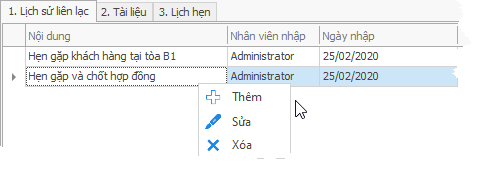 1. Lịch sử liên lạc 2. Tài liệu 3. Lịch hẹn
Nội dung Nhân viên nhập Ngày nhập
Hẹn gặp khách hàng tại tòa B1 Administrator 25/02/2020
Hẹn gặp và chốt hợp đồng Administrator 25/02/2020
Thêm
Sửa
Xóa